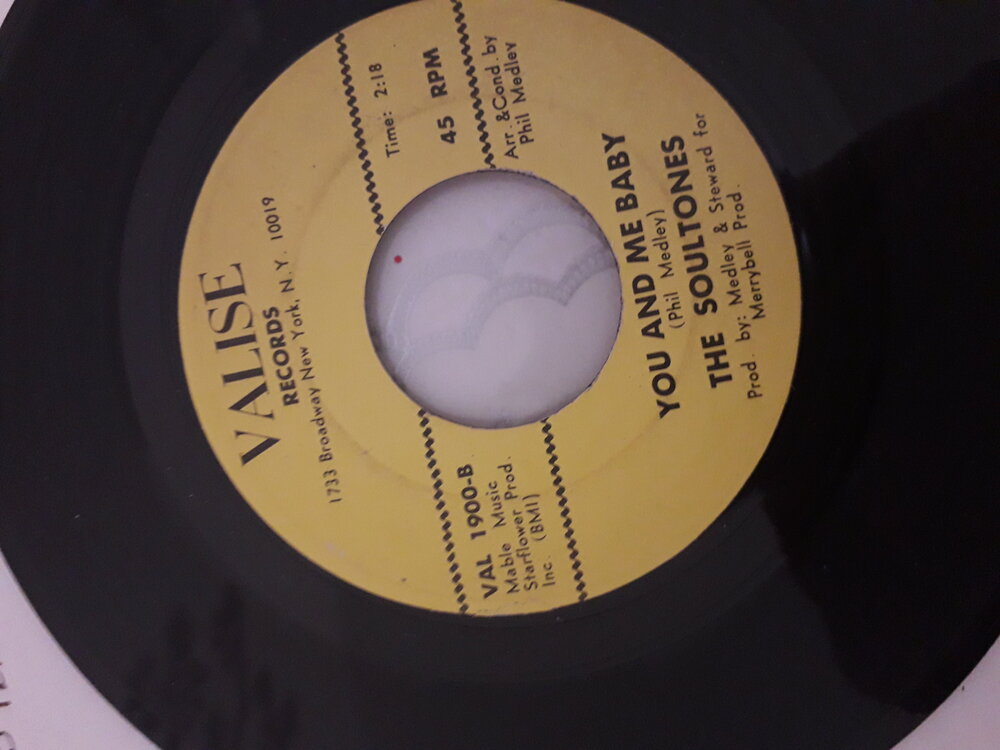 VALISE
RECORDS
1733 Broadway New York, N.Y. 10019
VAL 1900-B
Mable Music
Starflower Prod.
Inc. (BMI)
Time: 2:18
45 RPM
Arr. &Cond. by
Phil Medley
YOU AND ME BABY
(Phil Medley)
THE SOULTONES
Prod. by: Medley & Steward for
Merrybell Prod.